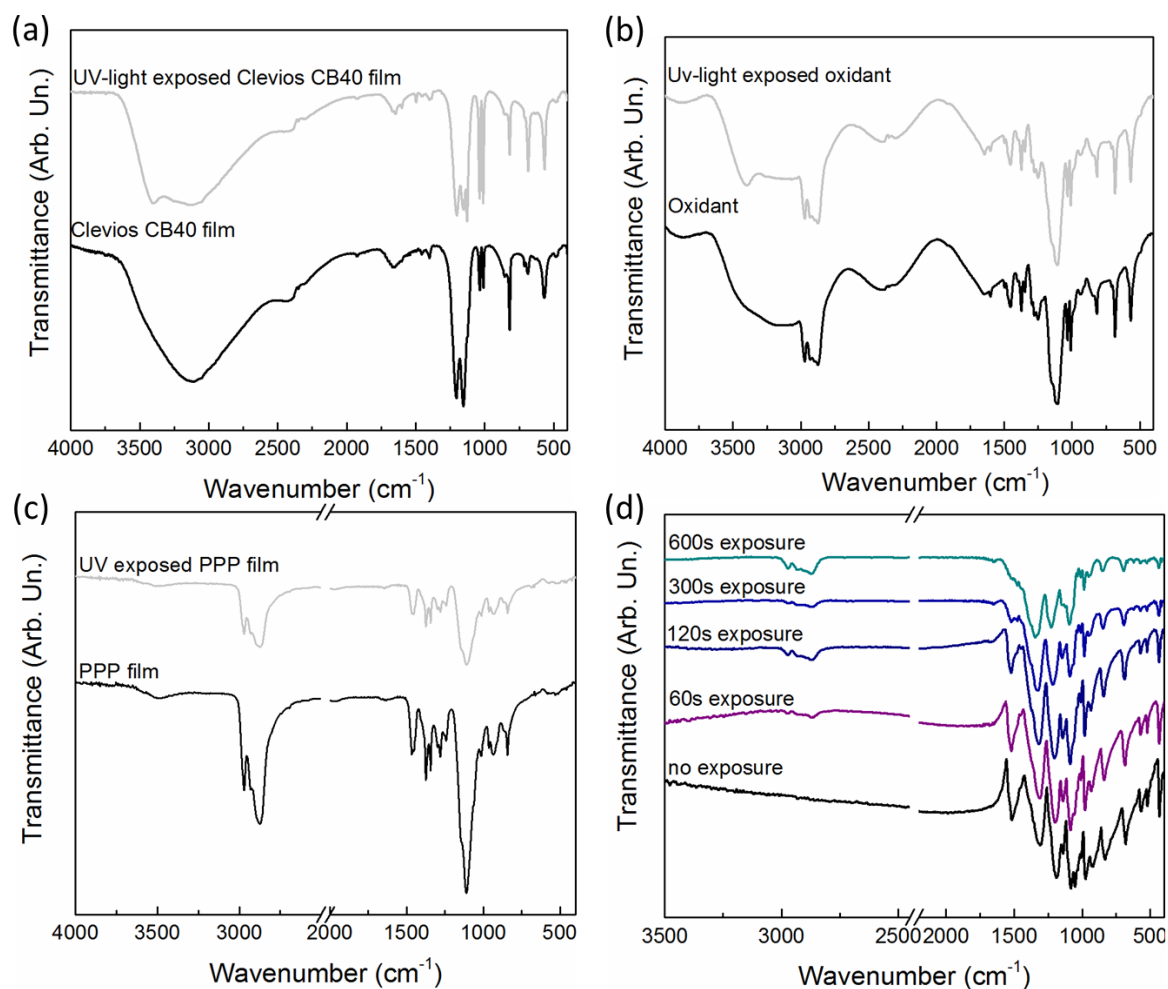 (a)
UV-light exposed Clevios CB40 film
Clevios CB40 film
Transmittance (Arb. Un.)
4000 3500 3000 2500 2000 1500 1000 500
Wavenumber (cm-1)
(b)
Uv-light exposed oxidant
Oxidant
Transmittance (Arb. Un.)
4000 3500 3000 2500 2000 1500 1000 500
Wavenumber (cm-1)
(c)
UV exposed PPP film
PPP film
Transmittance (Arb. Un.)
4000 3500 3000 2500 1500 1000 500
Wavenumber (cm-1)
(d)
600s exposure
300s exposure
120s exposure
60s exposure
no exposure
Transmittance (Arb. Un.)
3500 3000 2500 2000 1500 1000 500
Wavenumber (cm-1)